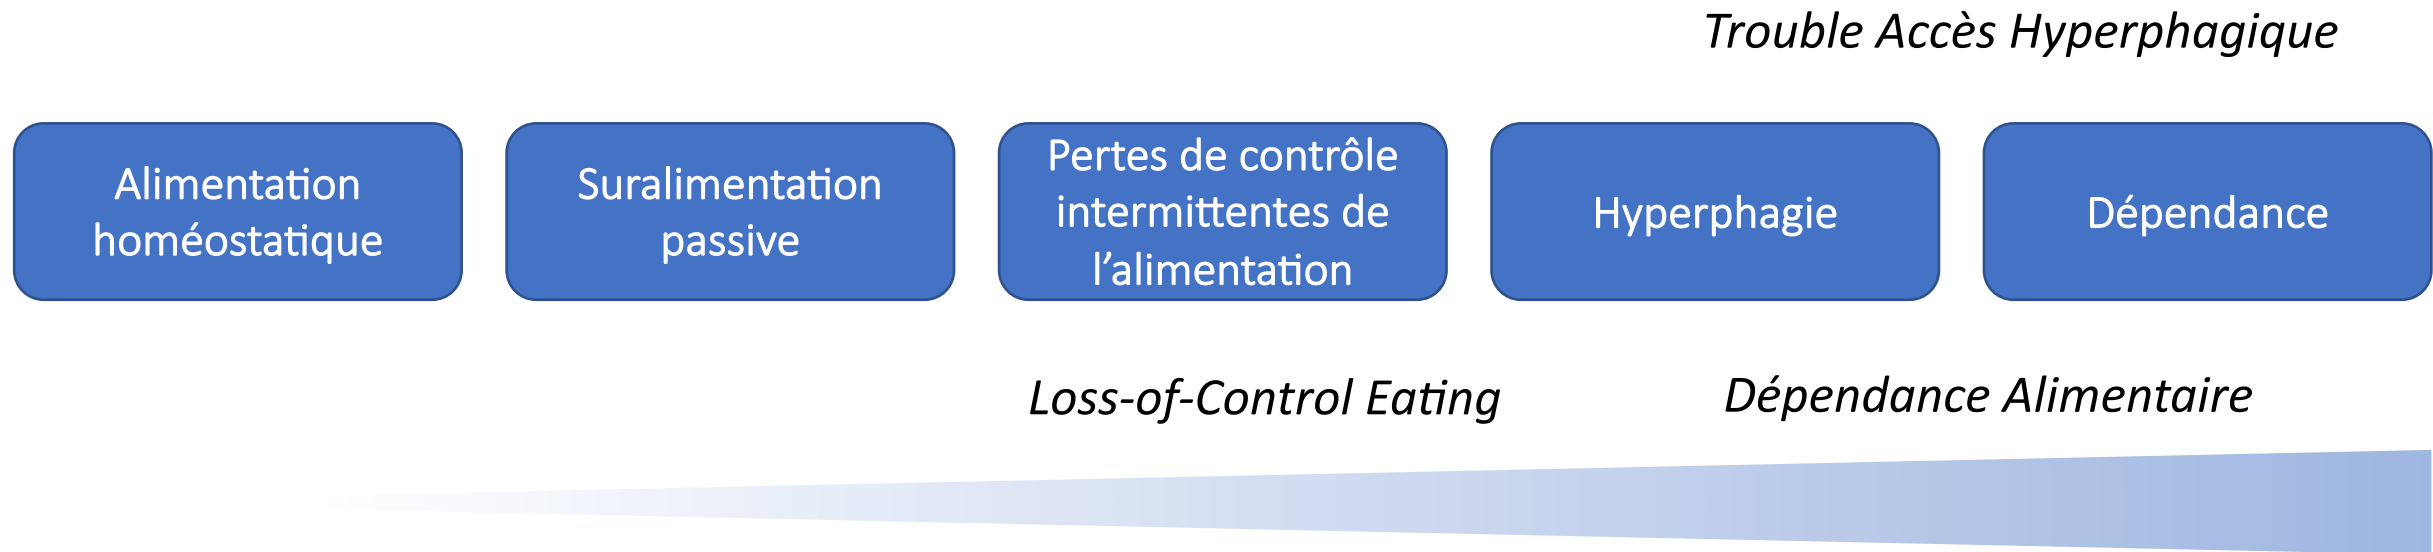 Trouble Accès Hyperphagique
Alimentation
homéostatique
Suralimentation
passive
Pertes de contrôle
intermittentes de
l’alimentation
Hyperphagie
Dépendance
Loss-of-Control Eating
Dépendance Alimentaire